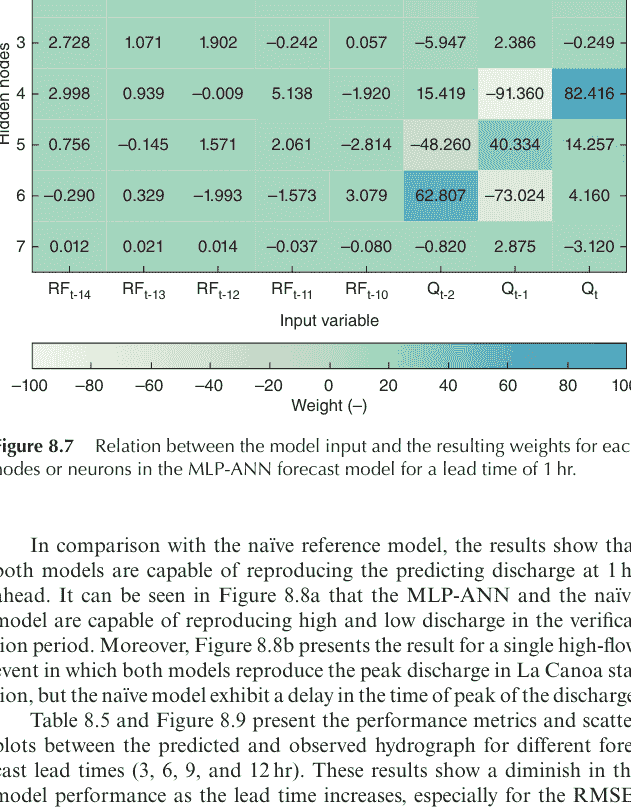 3 2.728 1.071 1.902 −0.242 0.057 −5.947 2.386 −0.249
4 2.998 0.939 −0.009 5.138 −1.920 15.419 −91.360 82.416
5 0.756 −0.145 1.571 2.061 −2.814 −48.260 40.334 14.257
6 −0.290 0.329 −1.993 −1.573 3.079 62.807 −73.024 4.160
7 0.012 0.021 0.014 −0.037 −0.080 −0.820 2.875 −3.120
Hidden nodes
RFt-14 RFt-13 RFt-12 RFt-11 RFt-10 Qt-2 Qt-1 Qt
Input variable
−100 −80 −60 −40 −20 0 20 40 60 80 100
Weight (–)
Figure 8.7 Relation between the model input and the resulting weights for eac
nodes or neurons in the MLP-ANN forecast model for a lead time of 1 hr.
In comparison with the naïve reference model, the results show tha
both models are capable of reproducing the predicting discharge at 1 h
ahead. It can be seen in Figure 8.8a that the MLP-ANN and the naïv
model are capable of reproducing high and low discharge in the verifica
tion period. Moreover, Figure 8.8b presents the result for a single high-flow
event in which both models reproduce the peak discharge in La Canoa sta
tion, but the naïve model exhibit a delay in the time of peak of the discharge
Table 8.5 and Figure 8.9 present the performance metrics and scatte
plots between the predicted and observed hydrograph for different fore
cast lead times (3, 6, 9, and 12 hr). These results show a diminish in th
model performance as the lead time increases, especially for the RMSE